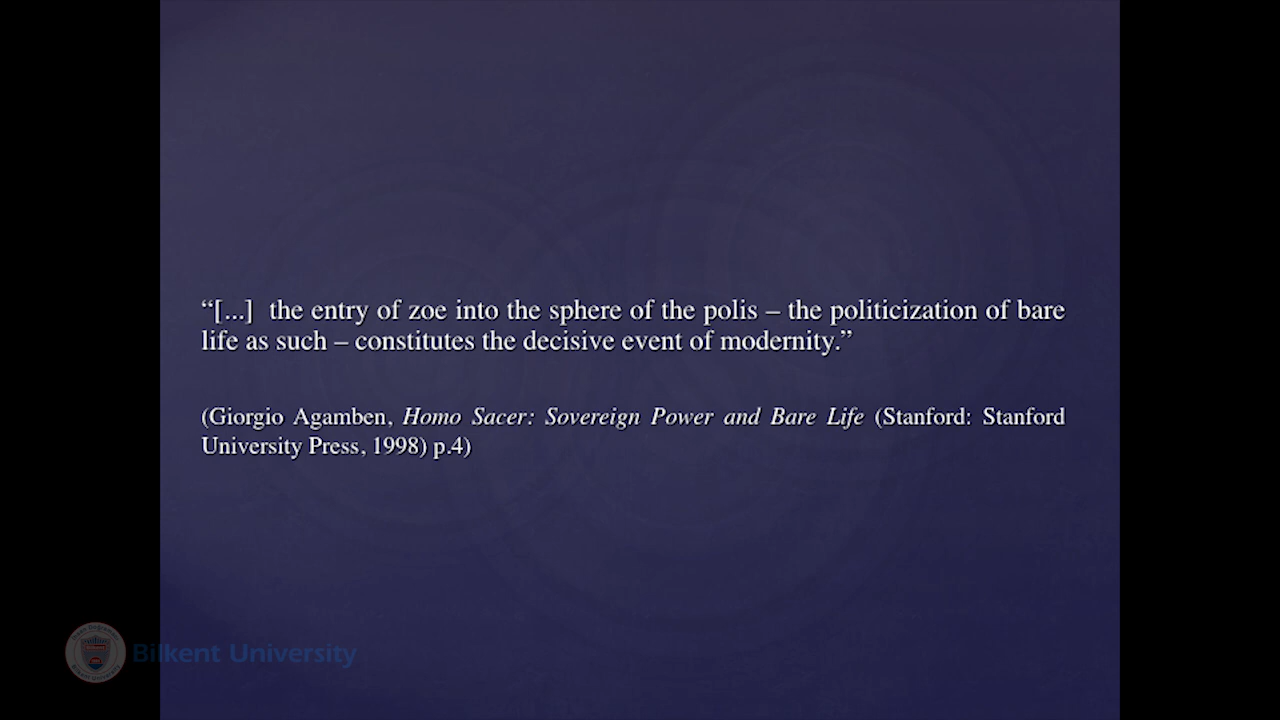 “[...] the entry of zoe into the sphere of the polis – the politicization of bare
life as such – constitutes the decisive event of modernity.”
(Giorgio Agamben, Homo Sacer: Sovereign Power and Bare Life (Stanford: Stanford
University Press, 1998) p.4)
Bilkent University